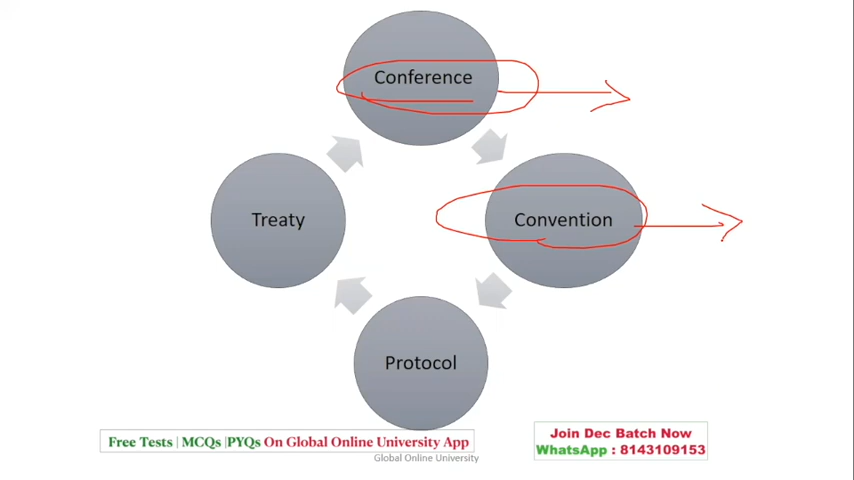 Conference
Treaty
Convention
Protocol
Free Tests | MCQs |PYQs On Global Online University App
Global Online University
Join Dec Batch Now
WhatsApp : 8143109153